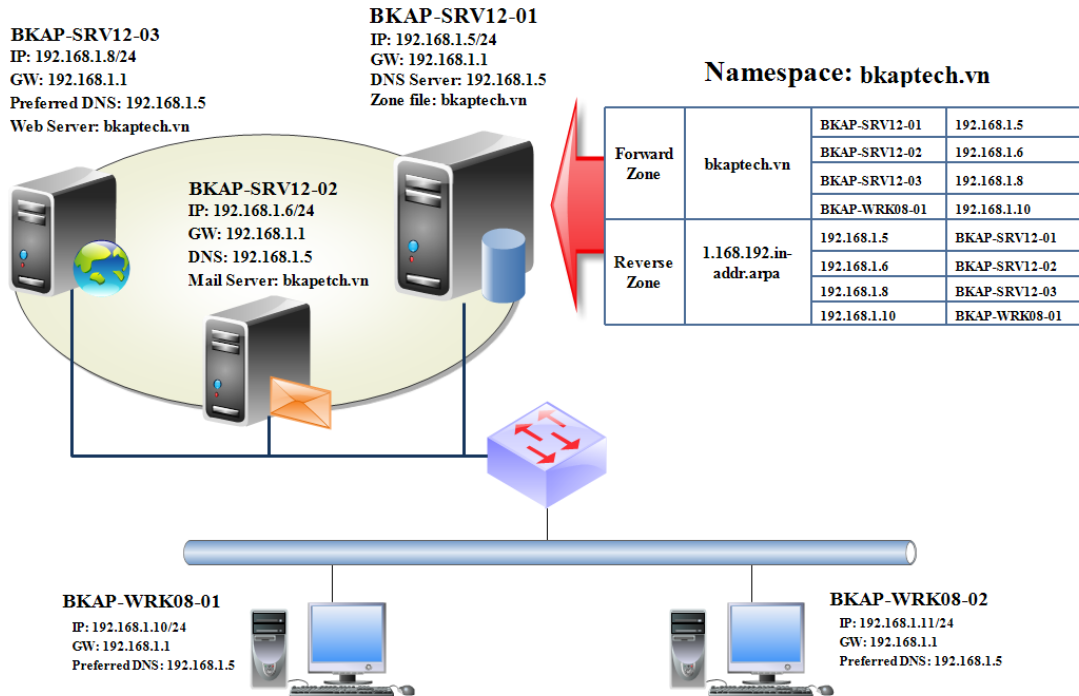 BKAP-SRV12-03
IP: 192.168.1.8/24
GW: 192.168.1.1
Preferred DNS: 192.168.1.5
Web Server: bkaptech.vn
BKAP-SRV12-01
IP: 192.168.1.5/24
GW: 192.168.1.1
DNS Server: 192.168.1.5
Zone file: bkaptech.vn
BKAP-SRV12-02
IP: 192.168.1.6/24
GW: 192.168.1.1
DNS: 192.168.1.5
Mail Server: bkapetch.vn
Namespace: bkaptech.vn
Forward Zone
bkaptech.vn
BKAP-SRV12-01 192.168.1.5
BKAP-SRV12-02 192.168.1.6
BKAP-SRV12-03 192.168.1.8
BKAP-WRK08-01 192.168.1.10
Reverse Zone
1.168.192.in-addr.arpa
192.168.1.5 BKAP-SRV12-01
192.168.1.6 BKAP-SRV12-02
192.168.1.8 BKAP-SRV12-03
192.168.1.10 BKAP-WRK08-01
BKAP-WRK08-01
IP: 192.168.1.10/24
GW: 192.168.1.1
Preferred DNS: 192.168.1.5
BKAP-WRK08-02
IP: 192.168.1.11/24
GW: 192.168.1.1
Preferred DNS: 192.168.1.5